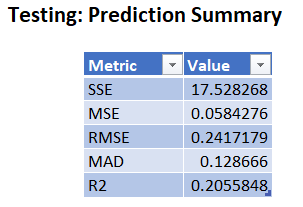 Testing: Prediction Summary
Metric Value
SSE 17.528268
MSE 0.0584276
RMSE 0.2417179
MAD 0.128666
R2 0.2055848